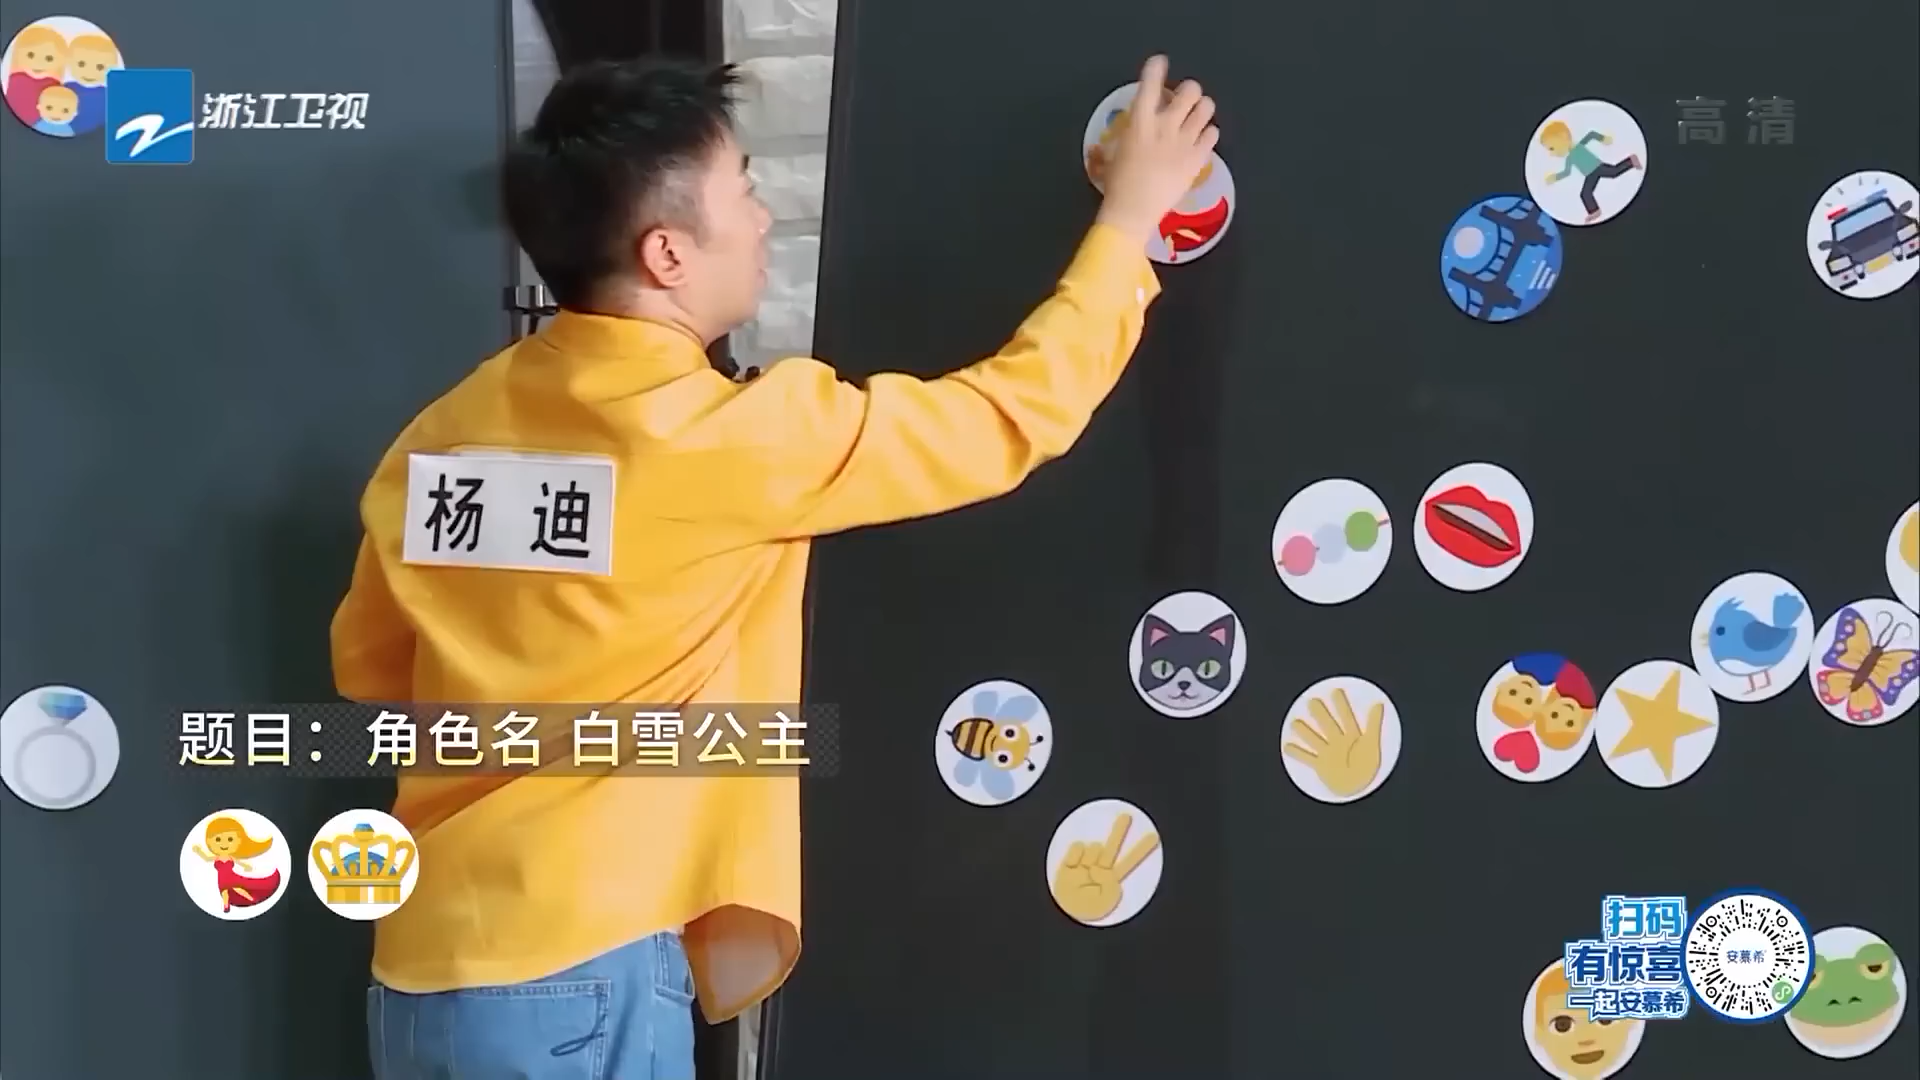 浙江卫视
高清
杨 迪
题目：角色名 白雪公主
扫码
有惊喜
一起安慕希
安慕希